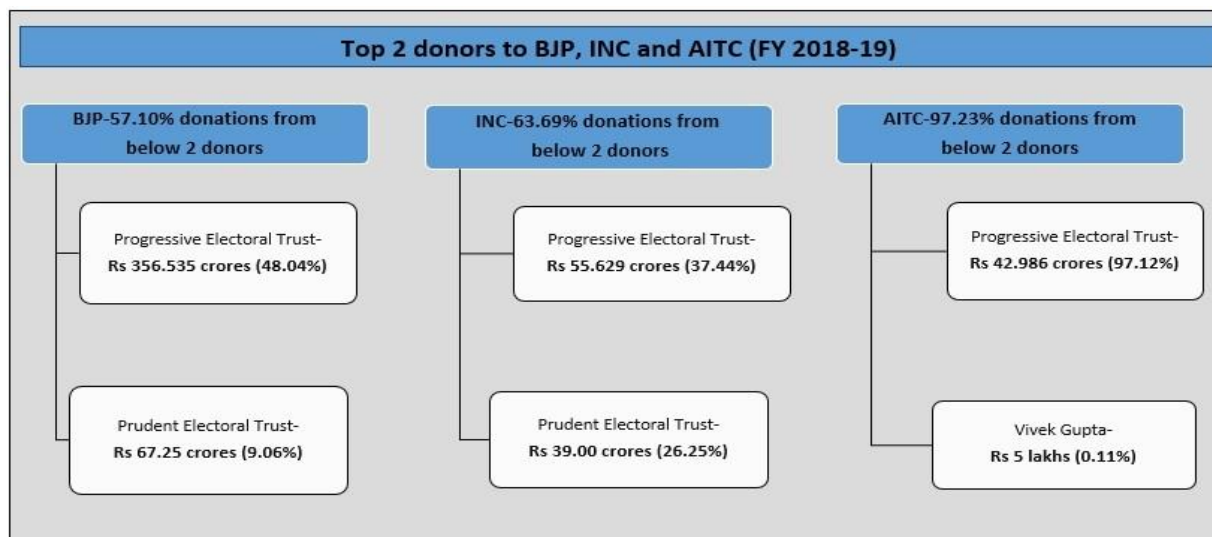 Top 2 donors to BJP, INC and AITC (FY 2018-19)
BJP-57.10% donations from
below 2 donors
Progressive Electoral Trust-
Rs 356.535 crores (48.04%)
Prudent Electoral Trust-
Rs 67.25 crores (9.06%)
INC-63.69% donations from
below 2 donors
Progressive Electoral Trust-
Rs 55.629 crores (37.44%)
Prudent Electoral Trust-
Rs 39.00 crores (26.25%)
AITC-97.23% donations from
below 2 donors
Progressive Electoral Trust-
Rs 42.986 crores (97.12%)
Vivek Gupta-
Rs 5 lakhs (0.11%)